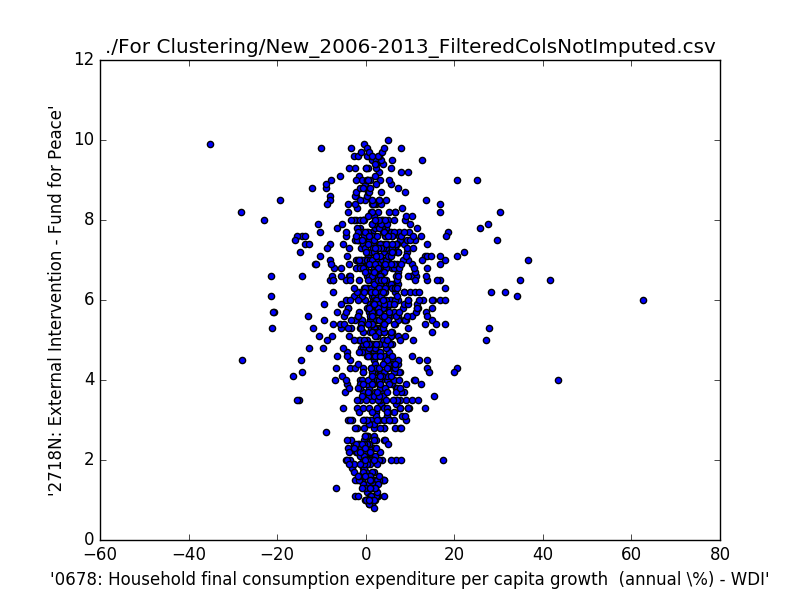 ./For Clustering/New_2006-2013_FilteredColsNotImputed.csv
'2718N: External Intervention - Fund for Peace'
12
10
8
6
4
2
0
−60 −40 −20 0 20 40 60 80
'0678: Household final consumption expenditure per capita growth  (annual \%) - WDI'